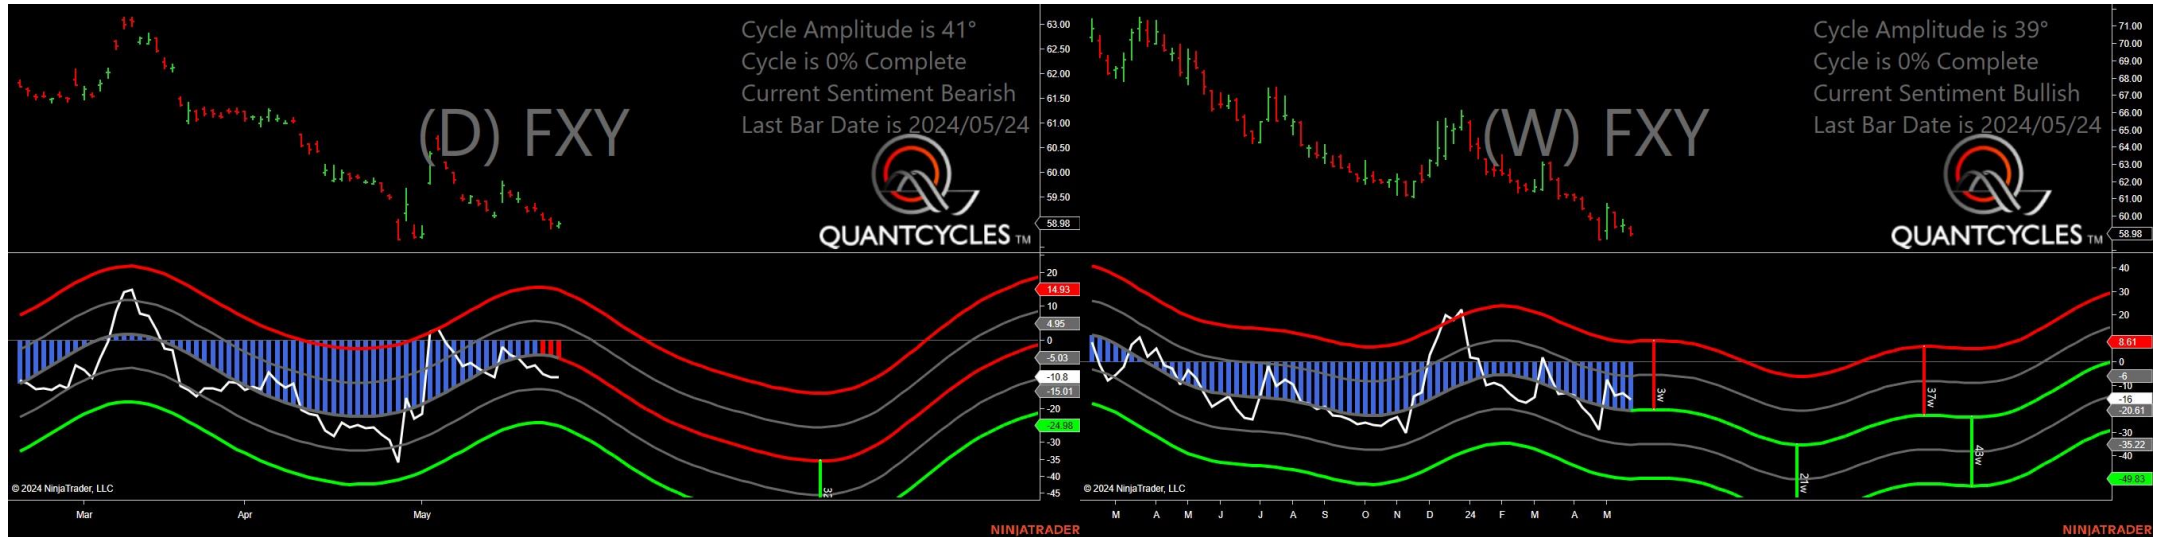 Cycle Amplitude is 41°
Cycle is 0% Complete
Current Sentiment Bearish
Last Bar Date is 2024/05/24
(D) FXY
QUANTCYCLES TM
63.00
62.50
62.00
61.50
61.00
60.50
60.00
59.50
58.98
20
14.93
10
4.95
0
-5.03
-10.8
-15.01
-20
-24.98
-30
-35
-40
-45
© 2024 NinjaTrader, LLC
Mar Apr May
NINJATRADER
Cycle Amplitude is 39°
Cycle is 0% Complete
Current Sentiment Bullish
Last Bar Date is 2024/05/24
(W) FXY
QUANTCYCLES TM
71.00
70.00
69.00
68.00
67.00
66.00
65.00
64.00
63.00
62.00
61.00
60.00
58.98
40
30
20
8.61
0
-6
-10
-16
-20.61
-30
-35.22
-40
-49.83
3w
21w
37w
43w
© 2024 NinjaTrader, LLC
M A M J J A S O N D 24 F M A M
NINJATRADER